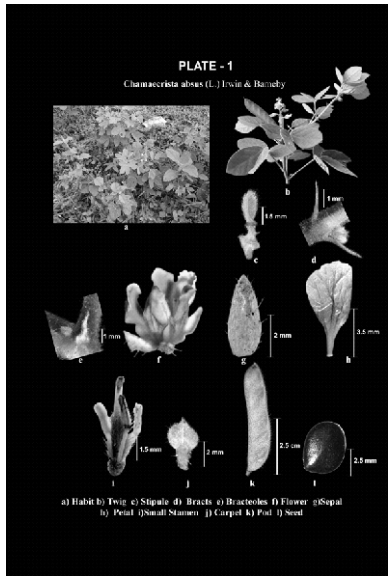 PLATE - 1
Chamaecrista absus (L.) Irwin & Barneby
a
b
1.5 mm
1 mm
c
d
1 mm
2 mm
3.5 mm
e
f
g
h
1.5 mm
2 mm
2.5 cm
2.5 mm
i
j
k
l
a) Habit b) Twig c) Stipule d) Bracts e) Bracteoles f) Flower g)Sepal
h) Petal i)Small Stamen j) Carpel k) Pod l) Seed